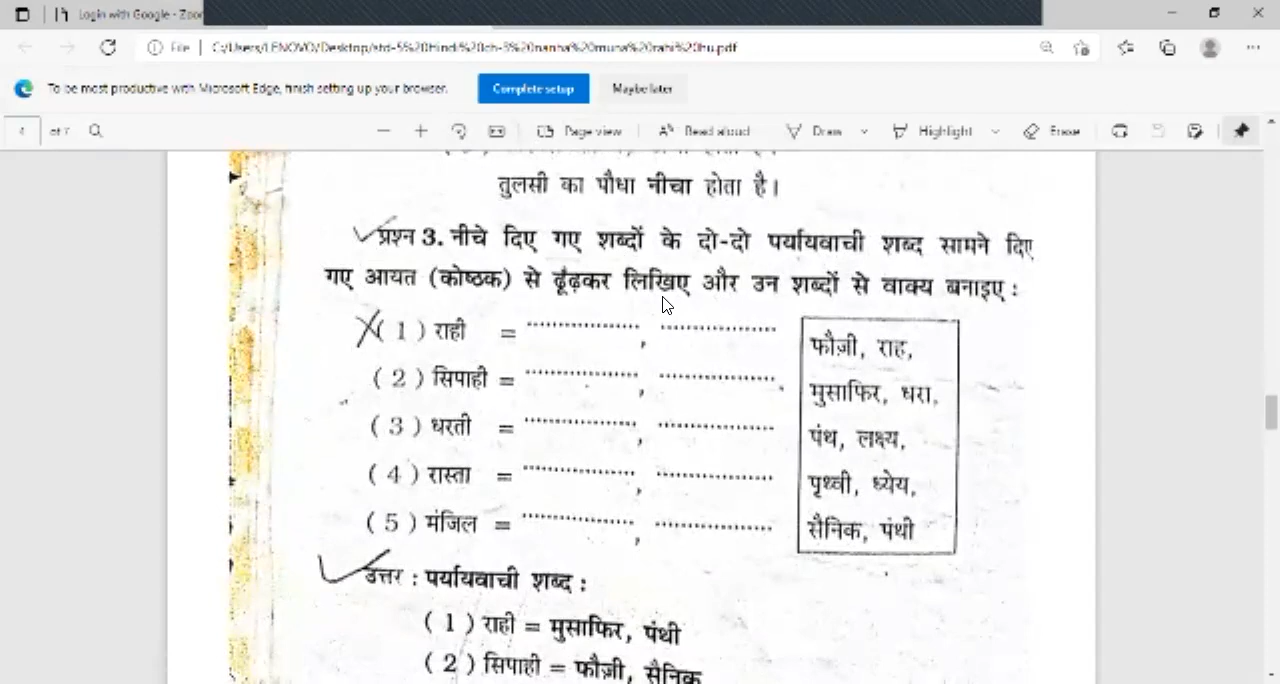 Login with Google - Zoor
File C:/Users/LENOVO/Desktop/std-5%20Hindi%20ch-3%20nanha%20muna%20rahi%20hu.pdf
To be most productive with Microsoft Edge, finish setting up your browser. Complete setup Maybe later
4 of 7 Page view Read aloud Draw Highlight Erase
तुलसी का पौधा नीचा होता है।
प्रश्न 3. नीचे दिए गए शब्दों के दो-दो पर्यायवाची शब्द सामने दिए
गए आयत (कोष्ठक) से ढूंढ़कर लिखिए और उन शब्दों से वाक्य बनाइए :
( 1 ) राही = ..................., ...................
( 2 ) सिपाही = ..................., ...................
( 3 ) धरती = ..................., ...................
( 4 ) रास्ता = ..................., ...................
( 5 ) मंजिल = ..................., ...................
फौज़ी, राह,
मुसाफिर, धरा,
पंथ, लक्ष्य,
पृथ्वी, ध्येय,
सैनिक, पंथी
उत्तर : पर्यायवाची शब्द :
( 1 ) राही = मुसाफिर, पंथी
( 2 ) सिपाही = फौज़ी, सैनिक